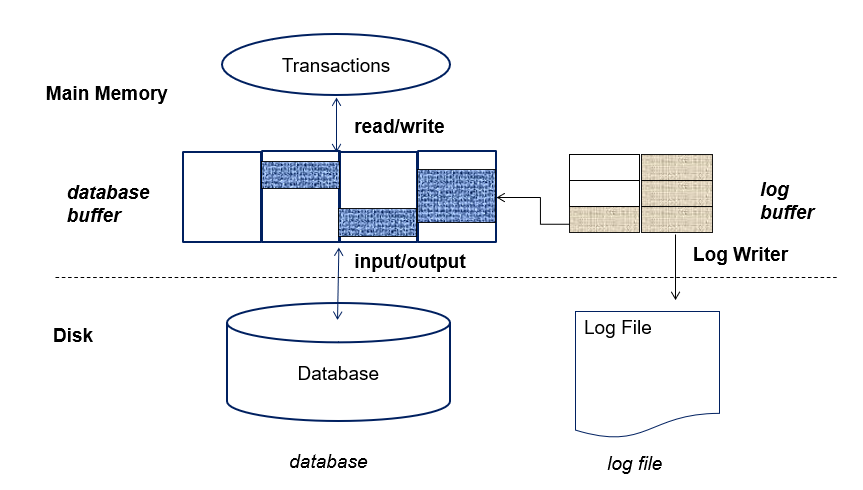 Transactions
Main Memory
read/write
database
buffer
log
buffer
input/output
Log Writer
Disk
Log File
Database
database
log file